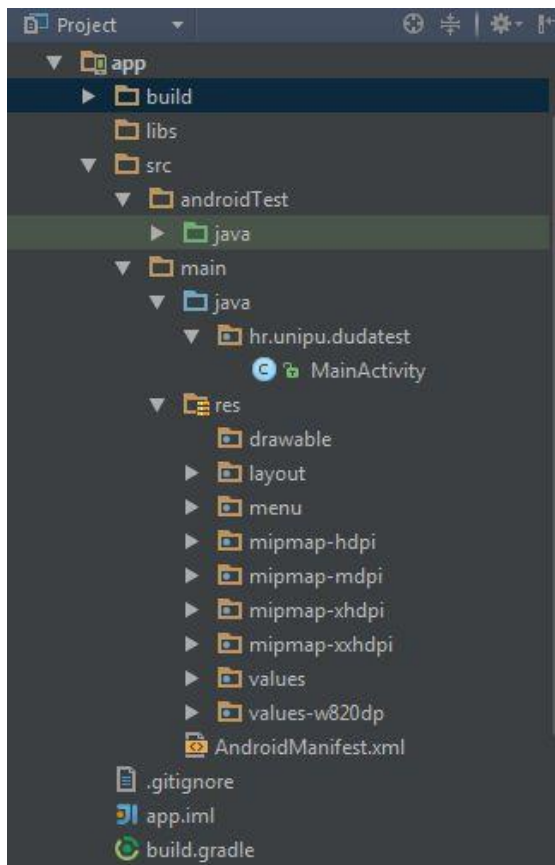 Project
app
build
libs
src
androidTest
java
main
java
hr.unipu.dudatest
MainActivity
res
drawable
layout
menu
mipmap-hdpi
mipmap-mdpi
mipmap-xhdpi
mipmap-xxhdpi
values
values-w820dp
AndroidManifest.xml
.gitignore
app.iml
build.gradle